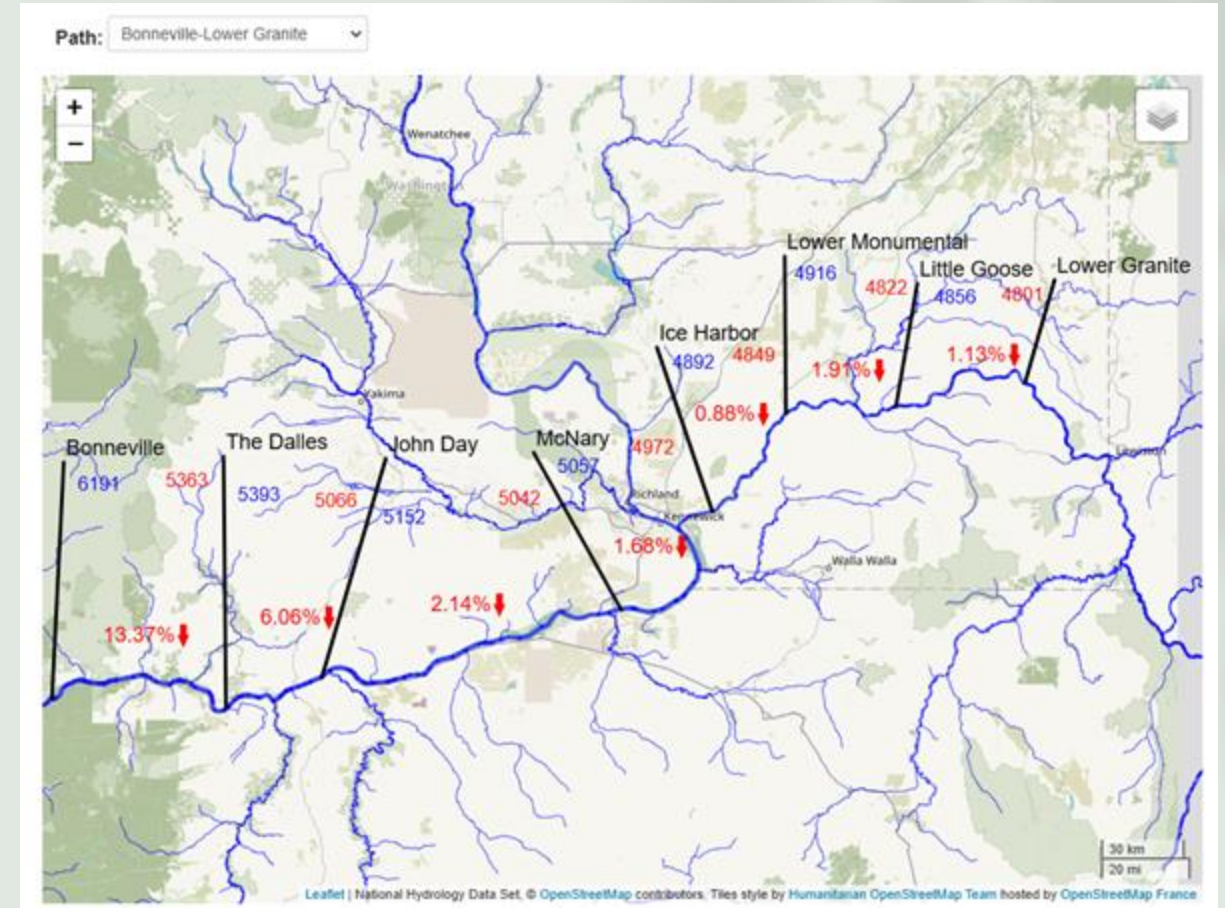 Path: Bonneville-Lower Granite
+
−
Wenatchee
Washington
Lower Monumental
4916
4822
Little Goose
4856
4801
Lower Granite
Ice Harbor
4892
4849
1.91%
1.13%
0.88%
Yakima
Bonneville
6191
5363
The Dalles
5393
5066
John Day
5152
McNary
5057
5042
4972
Richland
Kennewick
1.68%
Walla Walla
2.14%
6.06%
13.37%
30 km
20 mi
Leaflet | National Hydrology Data Set, © OpenStreetMap contributors. Tiles style by Humanitarian OpenStreetMap Team hosted by OpenStreetMap France